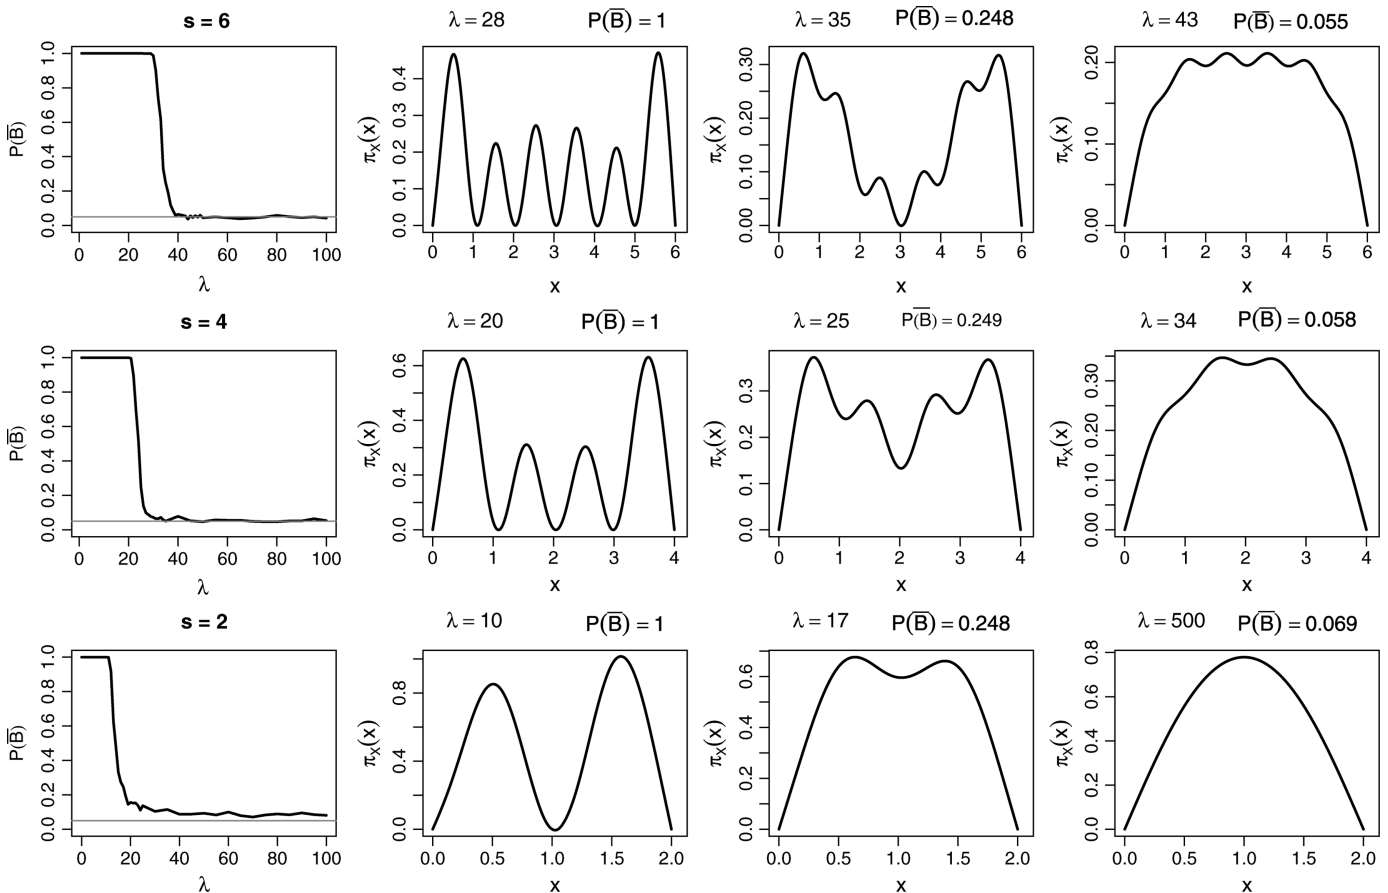 s = 6
λ = 28 P(B̅) = 1
λ = 35 P(B̅) = 0.248
λ = 43 P(B̅) = 0.055
P(B̅)
0.0 0.2 0.4 0.6 0.8 1.0
0 20 40 60 80 100
λ
πX(x)
0.0 0.1 0.2 0.3 0.4
0 1 2 3 4 5 6
x
πX(x)
0.00 0.10 0.20 0.30
0 1 2 3 4 5 6
x
πX(x)
0.00 0.10 0.20
0 1 2 3 4 5 6
x
s = 4
λ = 20 P(B̅) = 1
λ = 25 P(B̅) = 0.249
λ = 34 P(B̅) = 0.058
P(B̅)
0.0 0.2 0.4 0.6 0.8 1.0
0 20 40 60 80 100
λ
πX(x)
0.0 0.2 0.4 0.6
0 1 2 3 4
x
πX(x)
0.0 0.1 0.2 0.3
0 1 2 3 4
x
πX(x)
0.00 0.10 0.20 0.30
0 1 2 3 4
x
s = 2
λ = 10 P(B̅) = 1
λ = 17 P(B̅) = 0.248
λ = 500 P(B̅) = 0.069
P(B̅)
0.0 0.2 0.4 0.6 0.8 1.0
0 20 40 60 80 100
λ
πX(x)
0.0 0.4 0.8
0.0 0.5 1.0 1.5 2.0
x
πX(x)
0.0 0.2 0.4 0.6
0.0 0.5 1.0 1.5 2.0
x
πX(x)
0.0 0.2 0.4 0.6 0.8
0.0 0.5 1.0 1.5 2.0
x